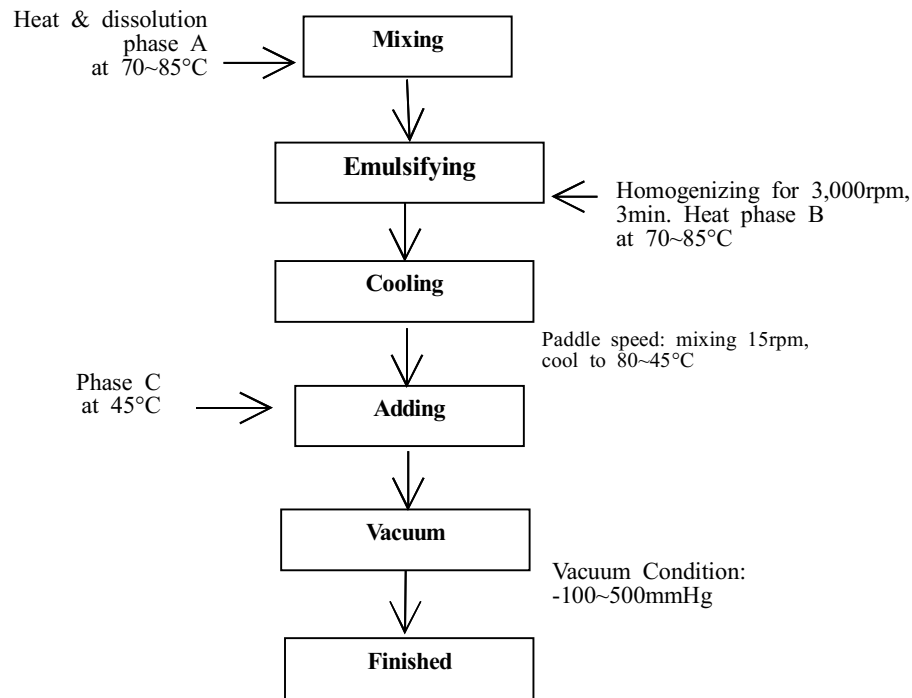 Heat & dissolution
phase A
at 70~85°C
Mixing
Emulsifying
Homogenizing for 3,000rpm,
3min. Heat phase B
at 70~85°C
Cooling
Paddle speed: mixing 15rpm,
cool to 80~45°C
Phase C
at 45°C
Adding
Vacuum
Vacuum Condition:
-100~500mmHg
Finished